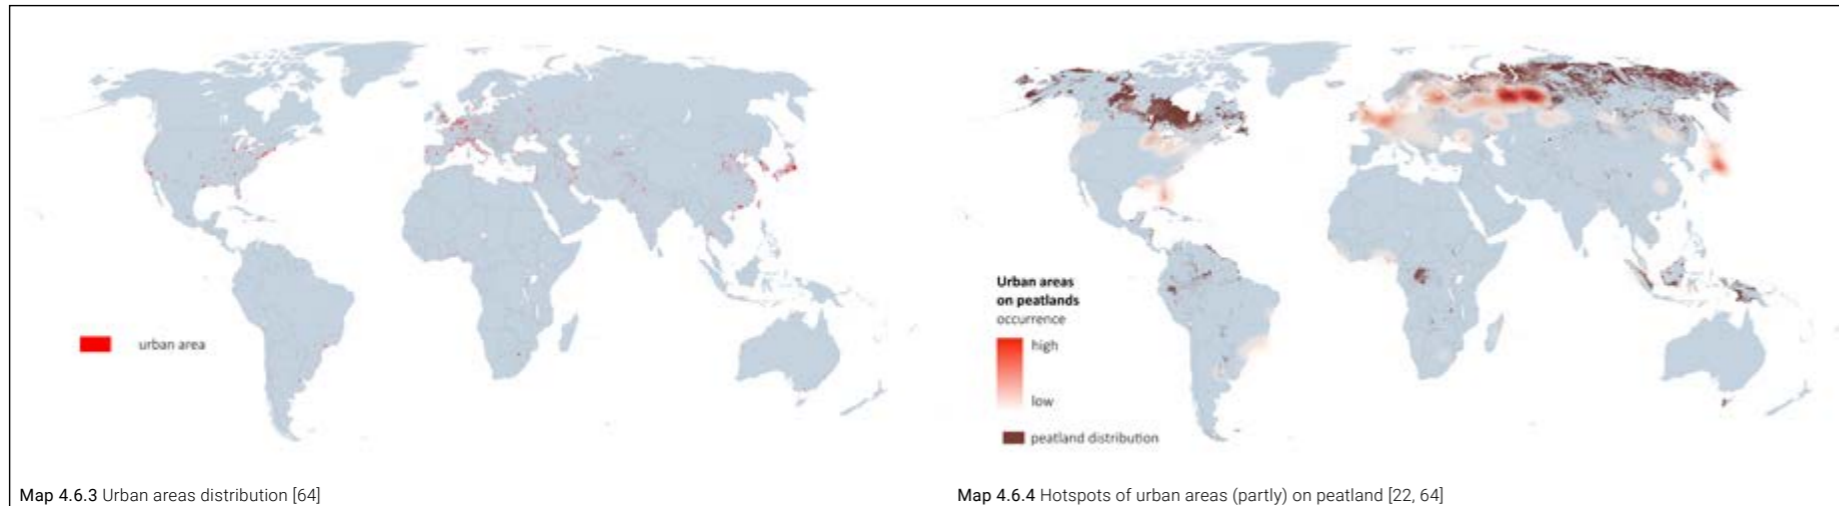 urban area
Map 4.6.3 Urban areas distribution [64]
Urban areas
on peatlands
occurrence
high
low
peatland distribution
Map 4.6.4 Hotspots of urban areas (partly) on peatland [22, 64]